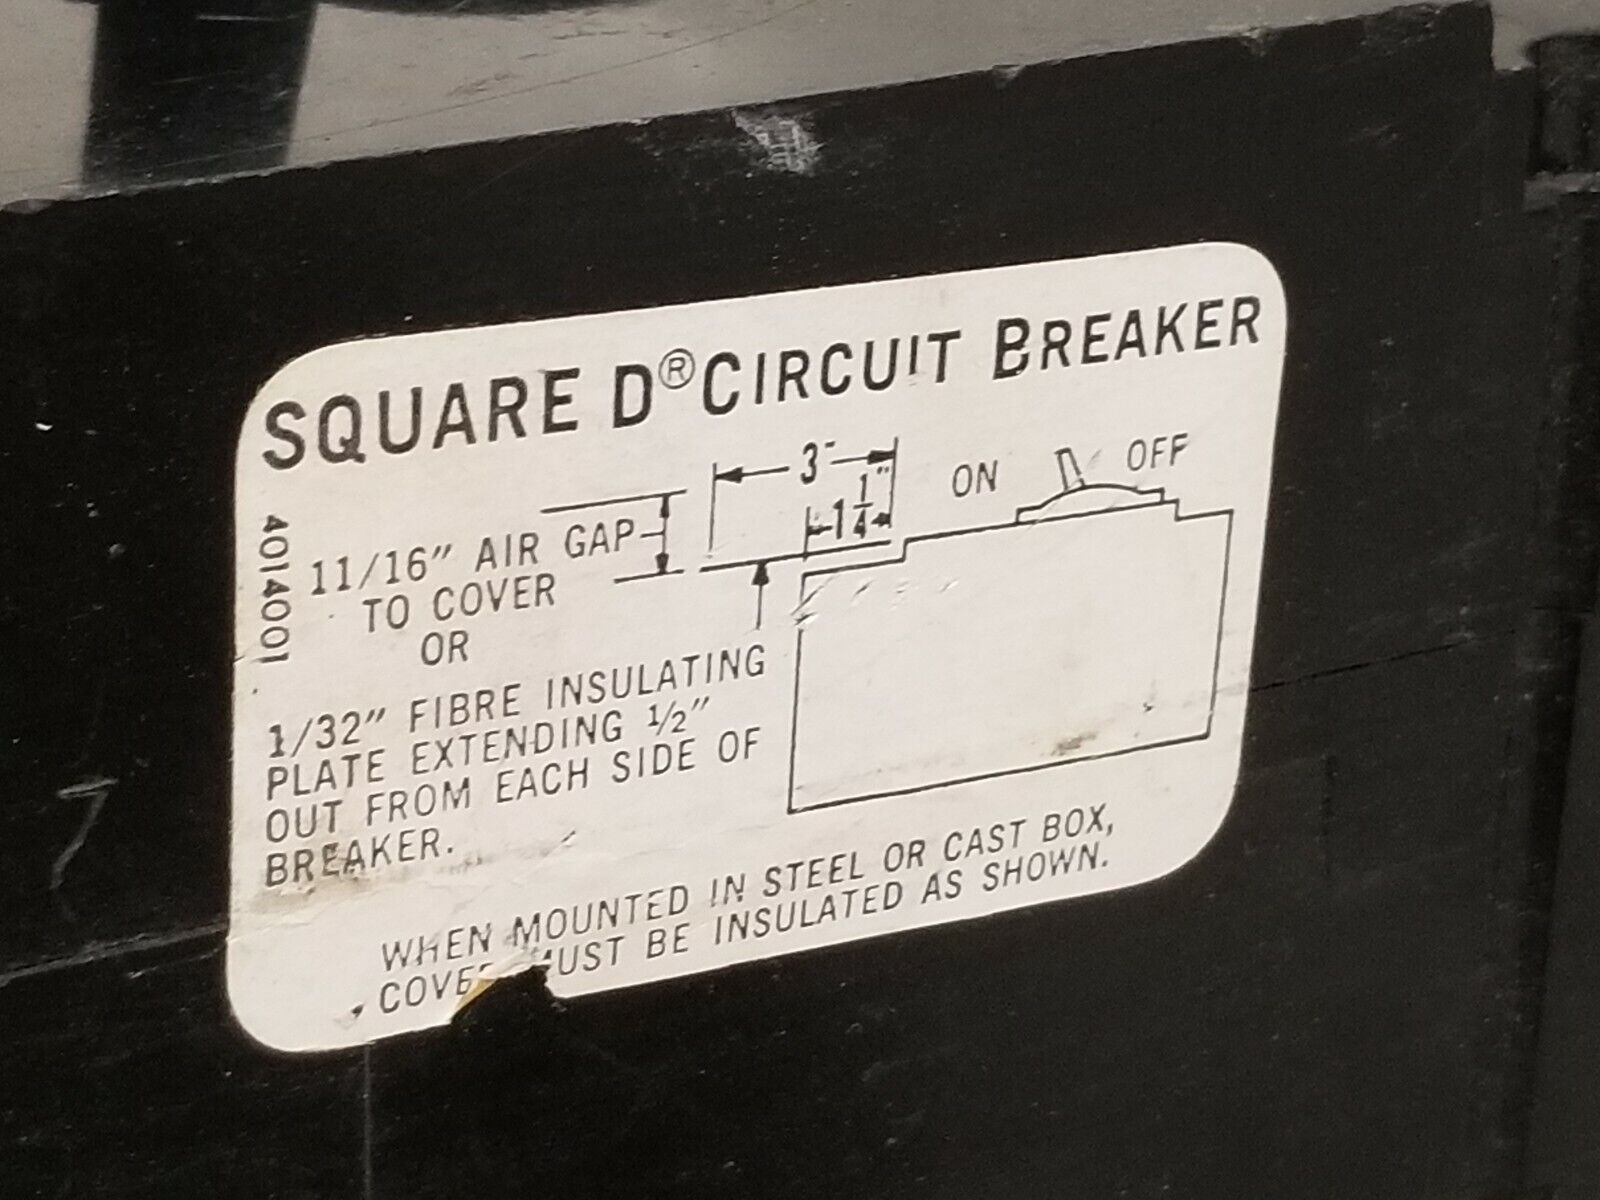 SQUARE D® CIRCUIT BREAKER
3"
1 1/4"
ON OFF
11/16" AIR GAP
TO COVER
OR
1/32" FIBRE INSULATING
PLATE EXTENDING 1/2"
OUT FROM EACH SIDE OF
BREAKER.
WHEN MOUNTED IN STEEL OR CAST BOX,
COVER MUST BE INSULATED AS SHOWN.
4014001
7